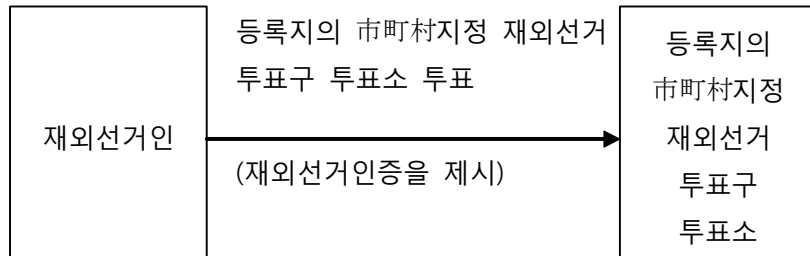 재외선거인
등록지의 市町村지정 재외선거
투표구 투표소 투표
(재외선거인증을 제시)
등록지의
市町村지정
재외선거
투표구
투표소